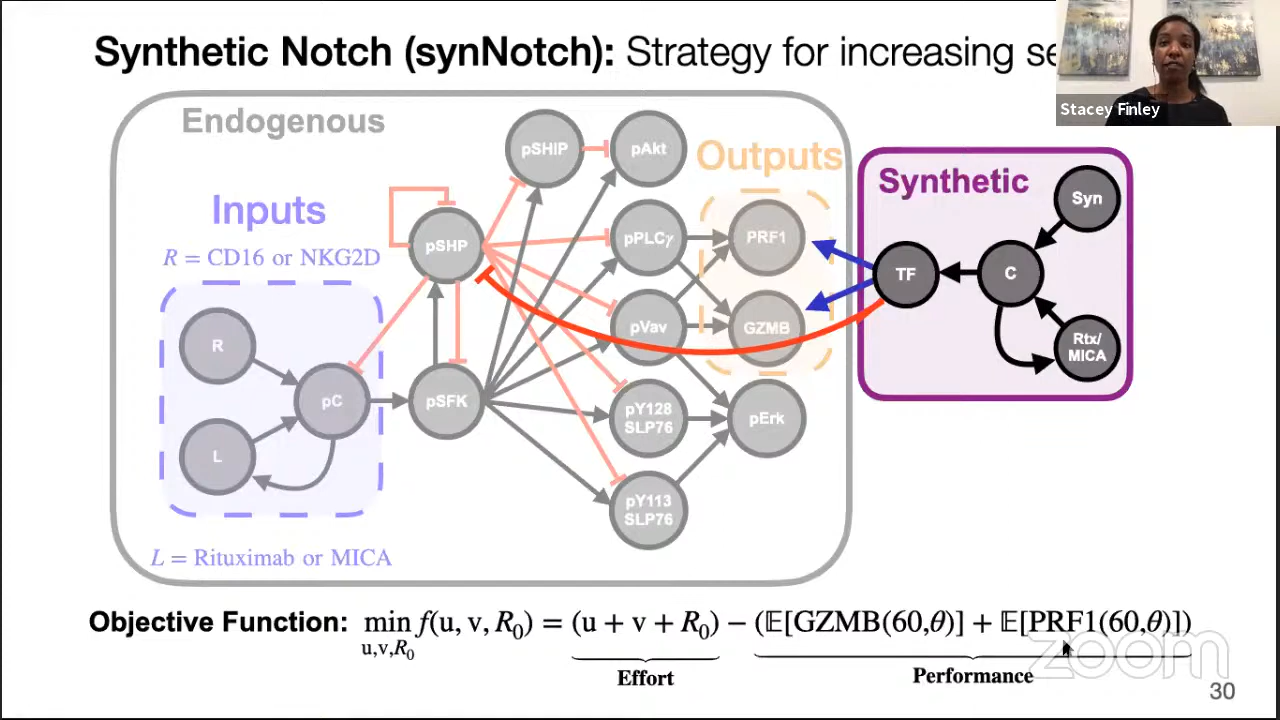 Synthetic Notch (synNotch): Strategy for increasing se
Stacey Finley
Endogenous
Inputs
R = CD16 or NKG2D
R
L
pC
L = Rituximab or MICA
pSHP
pSFK
pSHIP
pAkt
pPLCγ
pVav
pY128
SLP76
pY113
SLP76
Outputs
PRF1
GZMB
pErk
Synthetic
Syn
TF
C
Rtx/
MICA
Objective Function: min f(u, v, R₀) = (u + v + R₀) − (𝔼[GZMB(60,θ)] + 𝔼[PRF1(60,θ)])
u,v,R₀
Effort
Performance
zoom
30